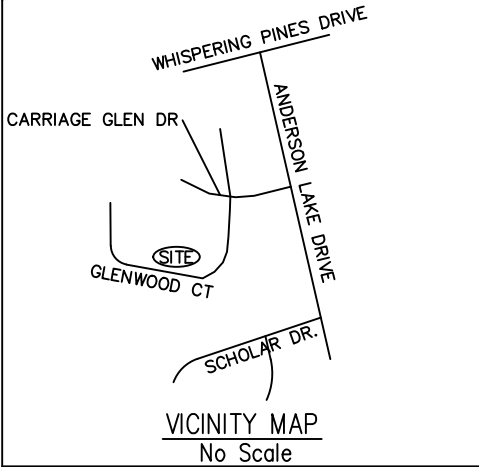 WHISPERING PINES DRIVE
CARRIAGE GLEN DR
ANDERSON LAKE DRIVE
SITE
GLENWOOD CT
SCHOLAR DR.
VICINITY MAP
No Scale